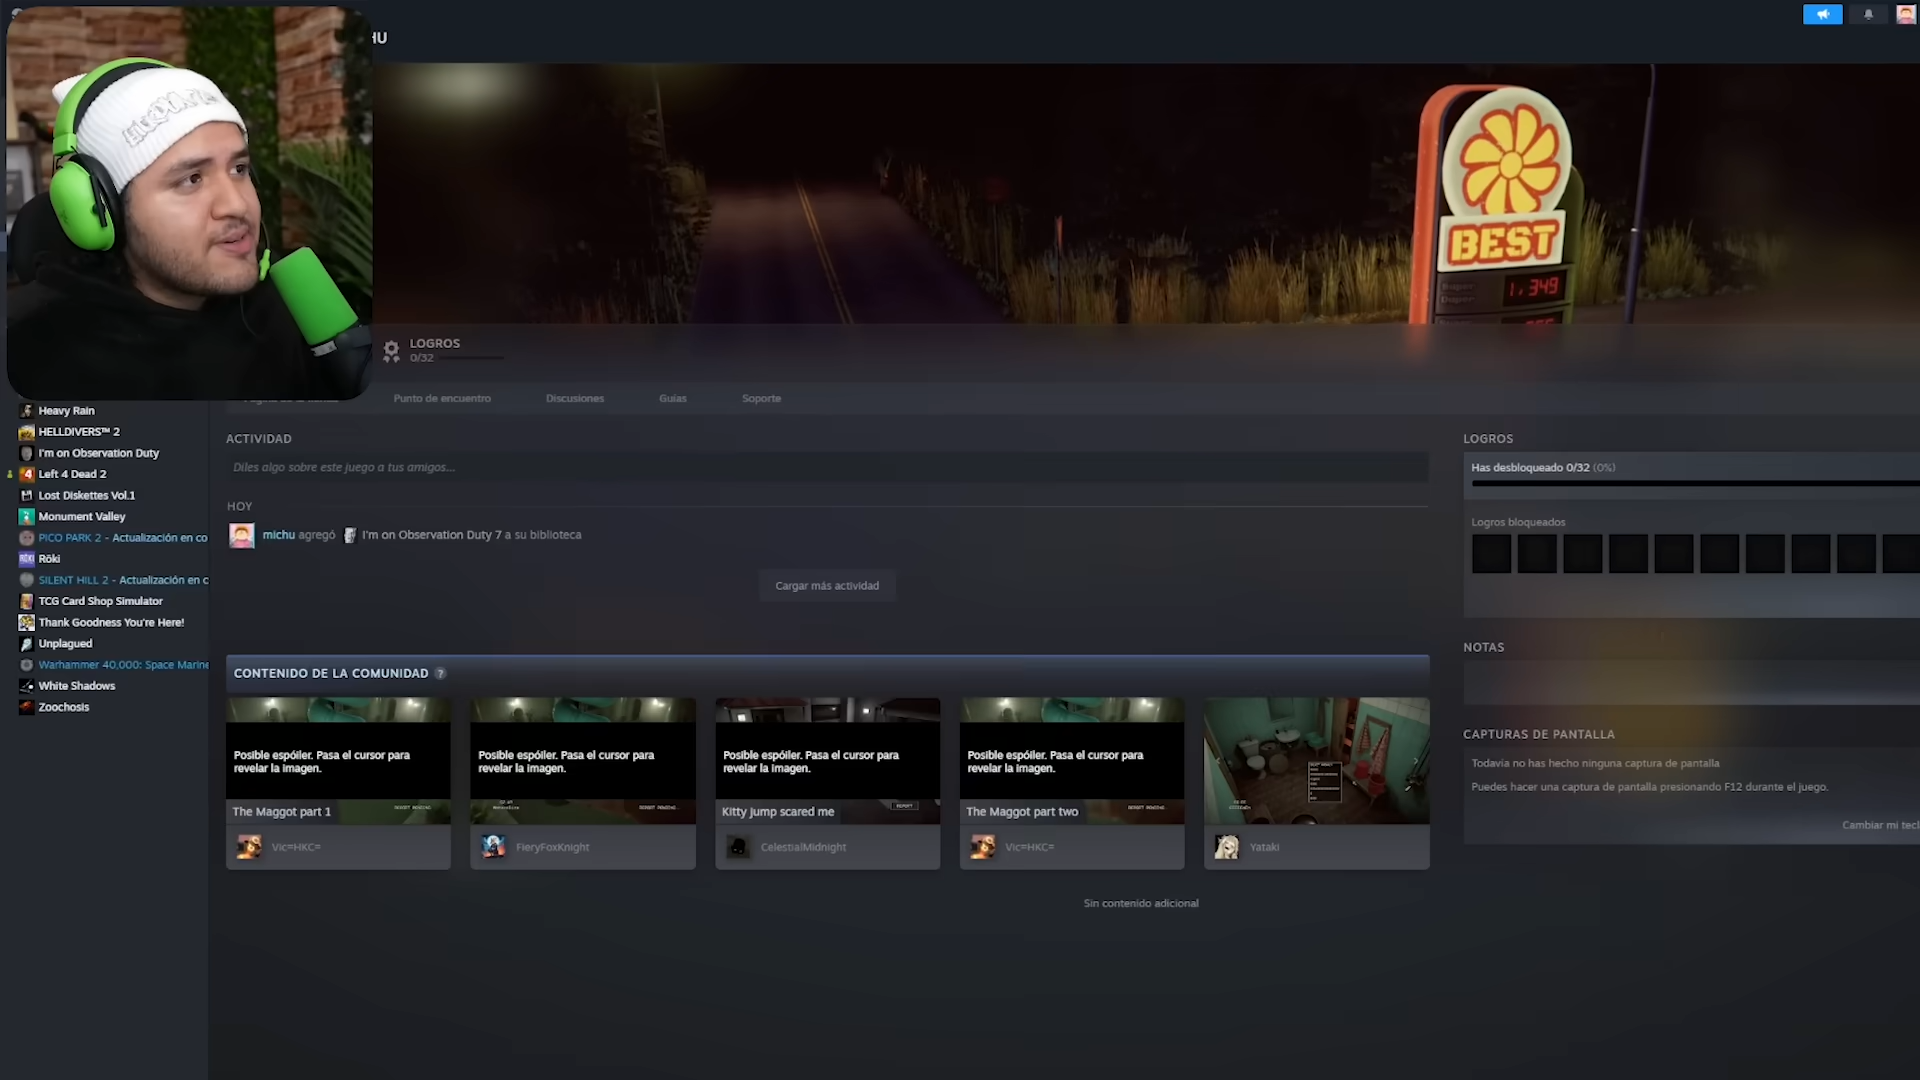 HU
BEST
1,349
LOGROS
0/32
Punto de encuentro
Discusiones
Guías
Soporte
Heavy Rain
HELLDIVERS™ 2
I'm on Observation Duty
Left 4 Dead 2
Lost Diskettes Vol.1
Monument Valley
PICO PARK 2 - Actualización en co
Röki
SILENT HILL 2 - Actualización en c
TCG Card Shop Simulator
Thank Goodness You're Here!
Unplagued
Warhammer 40,000: Space Marine
White Shadows
Zoochosis
ACTIVIDAD
Diles algo sobre este juego a tus amigos...
HOY
michu agregó I'm on Observation Duty 7 a su biblioteca
Cargar más actividad
CONTENIDO DE LA COMUNIDAD ?
Posible espóiler. Pasa el cursor para
revelar la imagen.
The Maggot part 1
Vic=HKC=
Posible espóiler. Pasa el cursor para
revelar la imagen.
FieryFoxKnight
Posible espóiler. Pasa el cursor para
revelar la imagen.
REPORT
Kitty jump scared me
CelestialMidnight
Posible espóiler. Pasa el cursor para
revelar la imagen.
The Maggot part two
Vic=HKC=
Yataki
Sin contenido adicional
LOGROS
Has desbloqueado 0/32 (0%)
Logros bloqueados
NOTAS
CAPTURAS DE PANTALLA
Todavía no has hecho ninguna captura de pantalla
Puedes hacer una captura de pantalla presionando F12 durante el juego.
Cambiar mi tecl